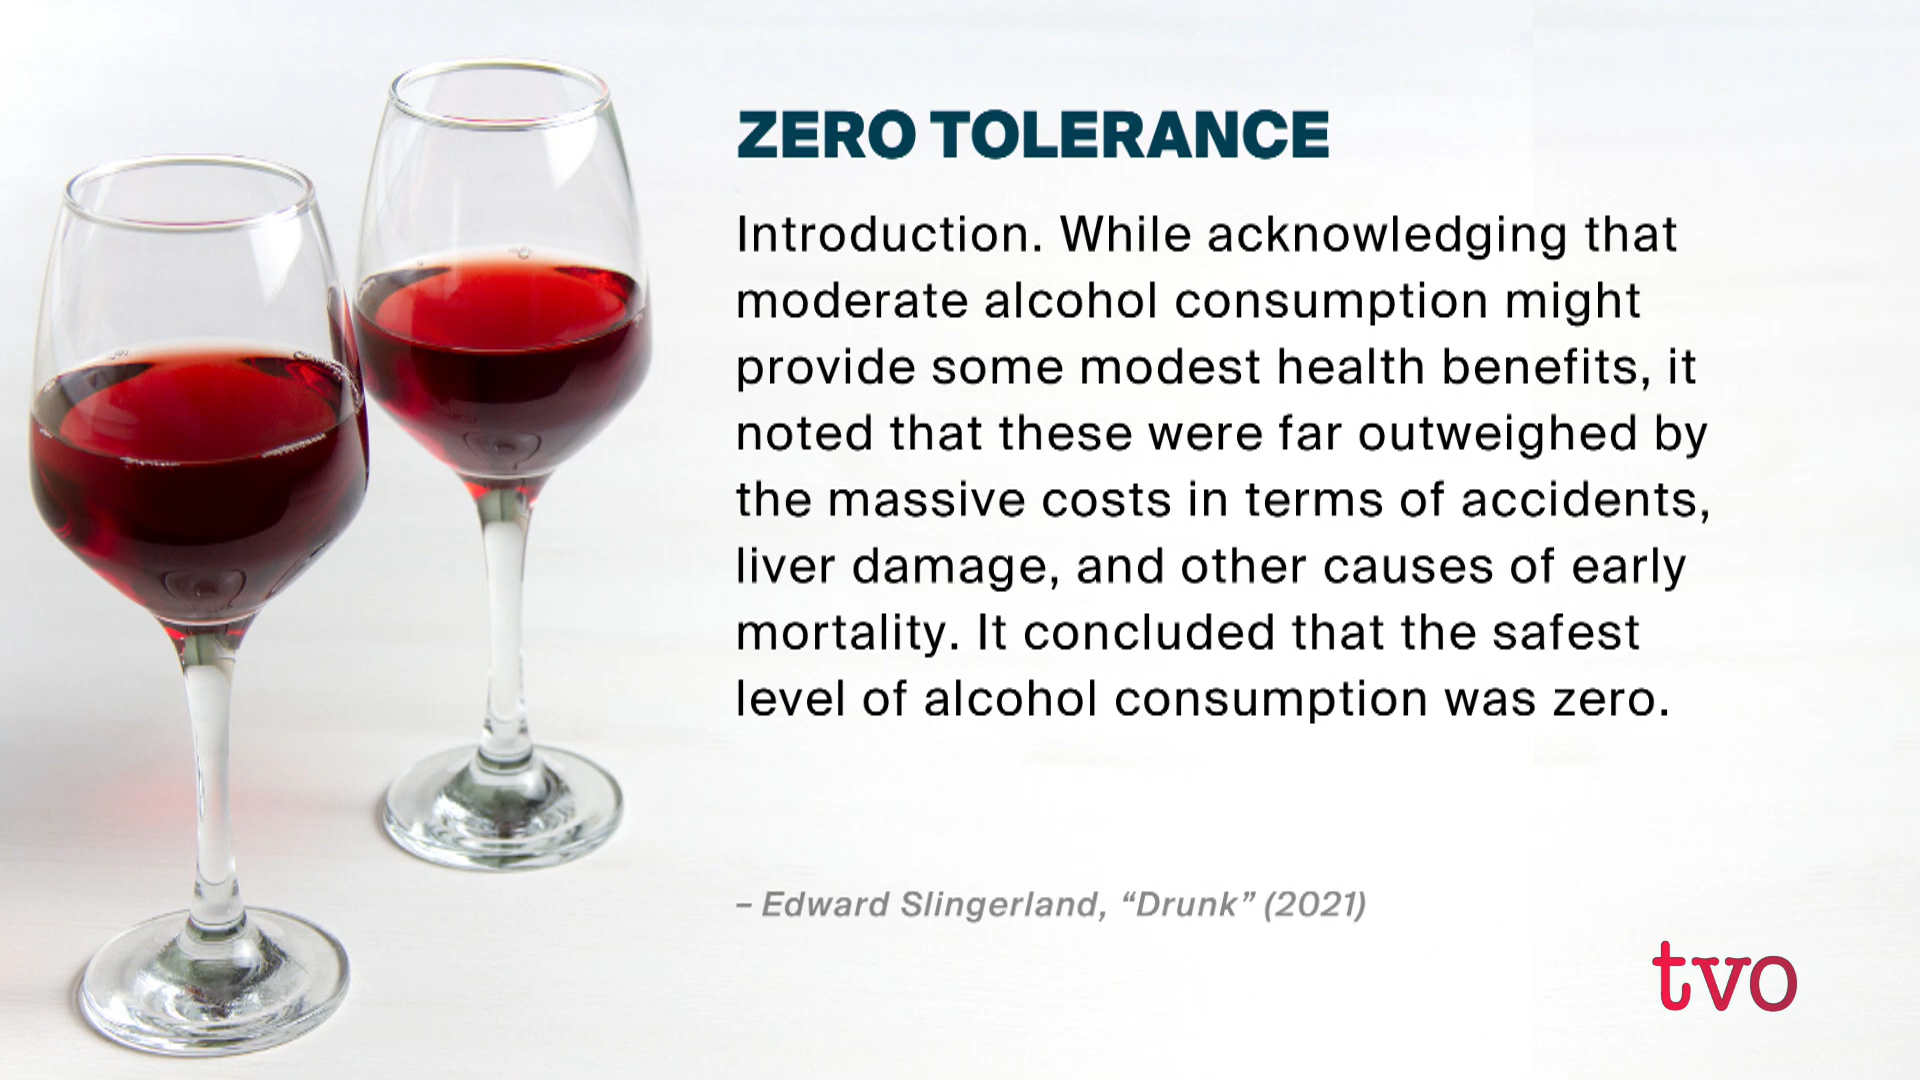 ZERO TOLERANCE
Introduction. While acknowledging that
moderate alcohol consumption might
provide some modest health benefits, it
noted that these were far outweighed by
the massive costs in terms of accidents,
liver damage, and other causes of early
mortality. It concluded that the safest
level of alcohol consumption was zero.
– Edward Slingerland, “Drunk” (2021)
tvo